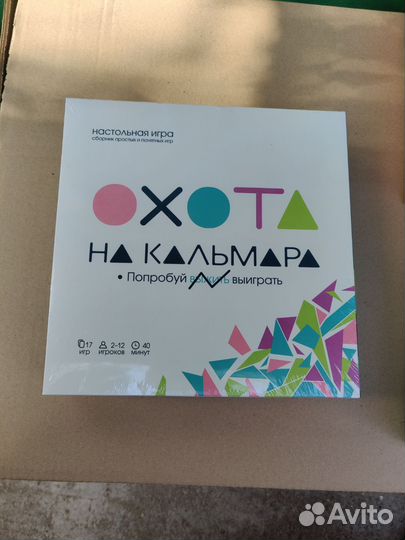 настольная игра
сборник простых и понятных игр
ОХОТА
НА КАЛЬМАРА
• Попробуй выжить выиграть
17 игр
2-12 игроков
40 минут
Avito